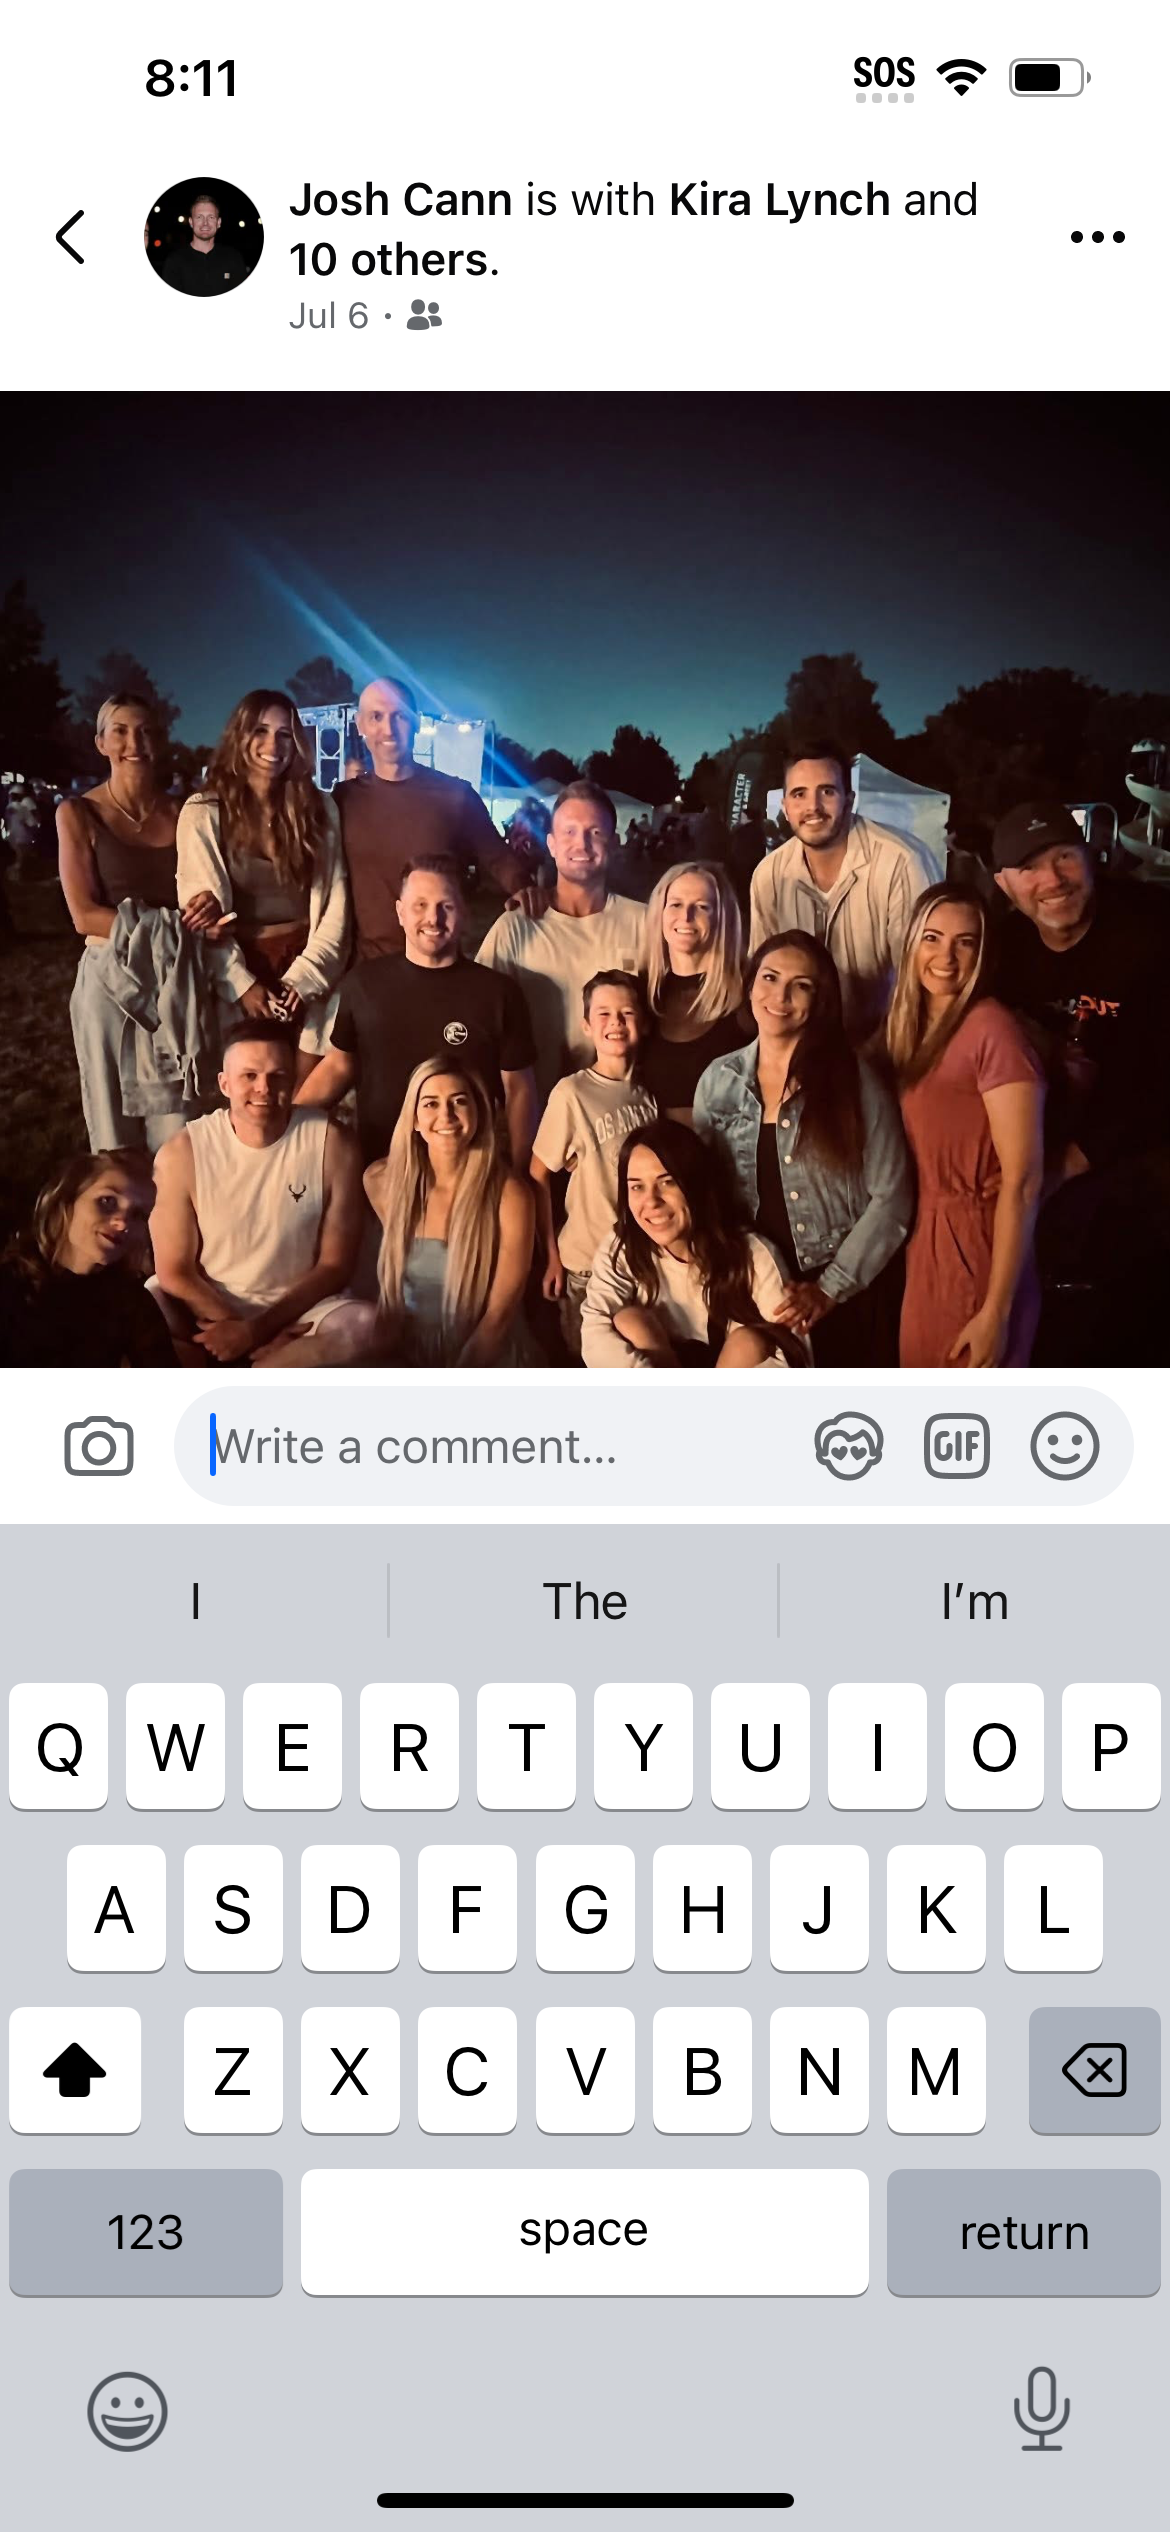 8:11
SOS
Josh Cann is with Kira Lynch and
10 others.
Jul 6 ·
Write a comment...
GIF
I
The
I'm
Q W E R T Y U I O P
A S D F G H J K L
Z X C V B N M
123
space
return